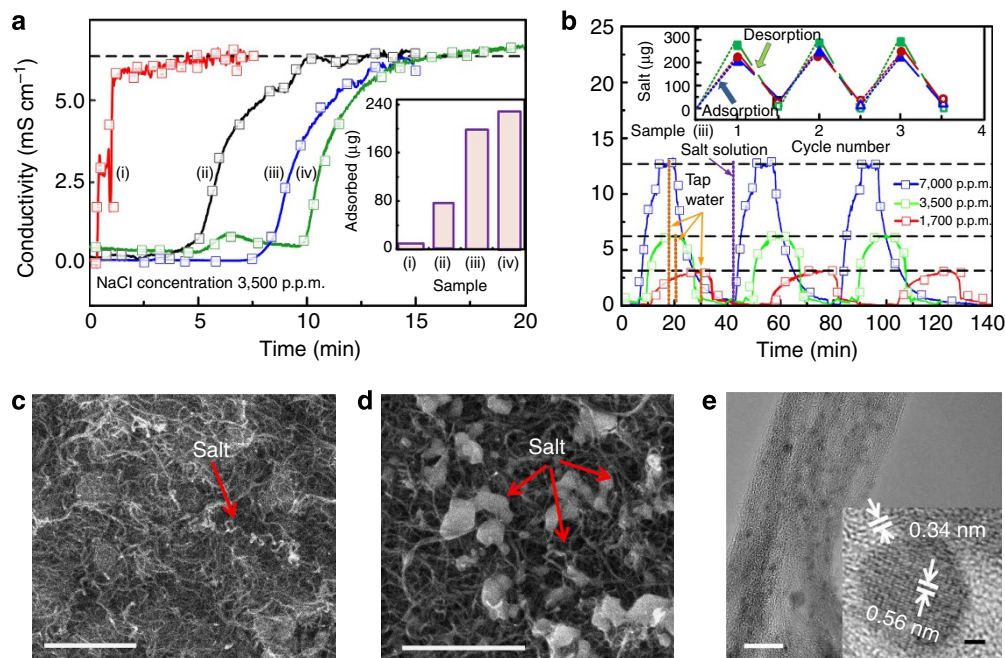 a
Conductivity (mS cm⁻¹)
5.0
2.5
0.0
(i)
(ii)
(iii)
(iv)
NaCl concentration 3,500 p.p.m.
0
5
10
15
20
Time (min)
Adsorbed (µg)
240
160
80
0
(i)
(ii)
(iii)
(iv)
Sample
b
25
20
15
10
5
0
Salt (µg)
300
200
100
0
Desorption
Adsorption
1
2
3
4
Sample (iii)
Cycle number
Salt solution
Tap
water
7,000 p.p.m.
3,500 p.p.m.
1,700 p.p.m.
0
20
40
60
80
100
120
140
Time (min)
c
Salt
d
Salt
e
0.34 nm
0.56 nm